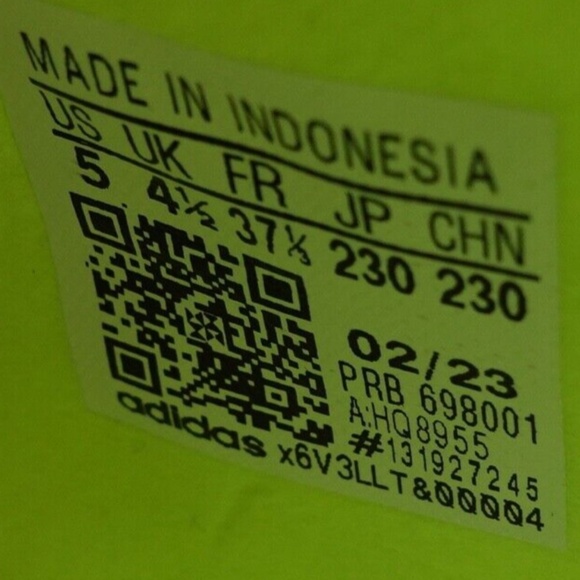 MADE IN INDONESIA
US UK FR JP CHN
5 4½ 37⅓ 230 230
02/23
PRB 698001
A:HQ8955
#131927245
adidas x6V3LLT&00004